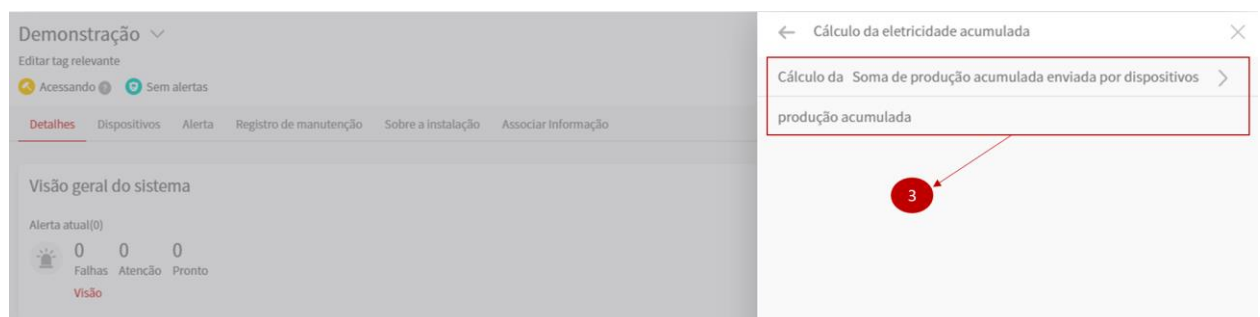 Demonstração
Editar tag relevante
Acessando ? Sem alertas
Detalhes Dispositivos Alerta Registro de manutenção Sobre a instalação Associar Informação
Visão geral do sistema
Alerta atual(0)
0 0 0
Falhas Atencão Pronto
Visão
Cálculo da eletricidade acumulada
Cálculo da Soma de produção acumulada enviada por dispositivos
produção acumulada
3